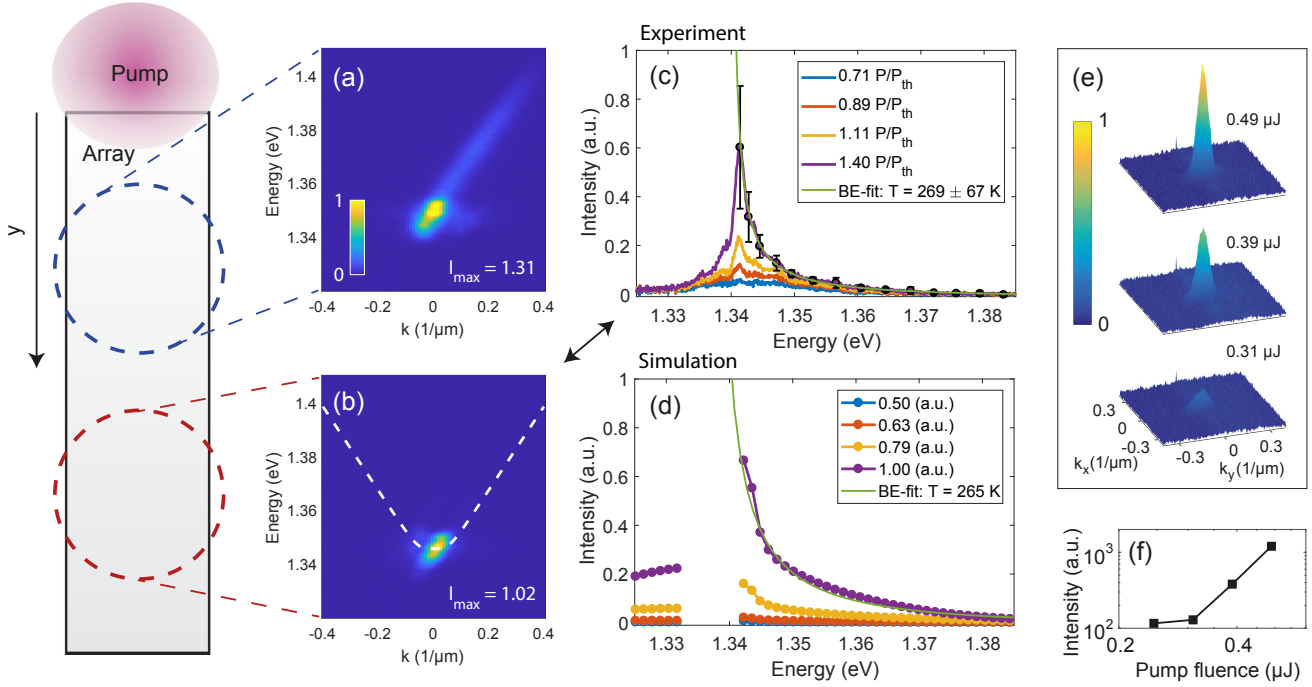 Pump
Array
y
(a)
Energy (eV)
1.4
1.38
1.36
1.34
1
0
I_max = 1.31
-0.4
-0.2
0
0.2
0.4
k (1/µm)
(b)
Energy (eV)
1.4
1.38
1.36
1.34
1.32
I_max = 1.02
-0.4
-0.2
0
0.2
0.4
k (1/µm)
Experiment
(c)
Intensity (a.u.)
1
0.8
0.6
0.4
0.2
0
0.71 P/P_th
0.89 P/P_th
1.11 P/P_th
1.40 P/P_th
BE-fit: T = 269 ± 67 K
1.33
1.34
1.35
1.36
1.37
1.38
Energy (eV)
Simulation
(d)
Intensity (a.u.)
1
0.8
0.6
0.4
0.2
0
0.50 (a.u.)
0.63 (a.u.)
0.79 (a.u.)
1.00 (a.u.)
BE-fit: T = 265 K
1.33
1.34
1.35
1.36
1.37
1.38
Energy (eV)
(e)
1
0
0.49 µJ
0.39 µJ
0.31 µJ
0.3
0
-0.3
k_x(1/µm)
-0.3
0
0.3
k_y(1/µm)
(f)
Intensity (a.u.)
10^3
10^2
0.2
0.4
Pump fluence (µJ)